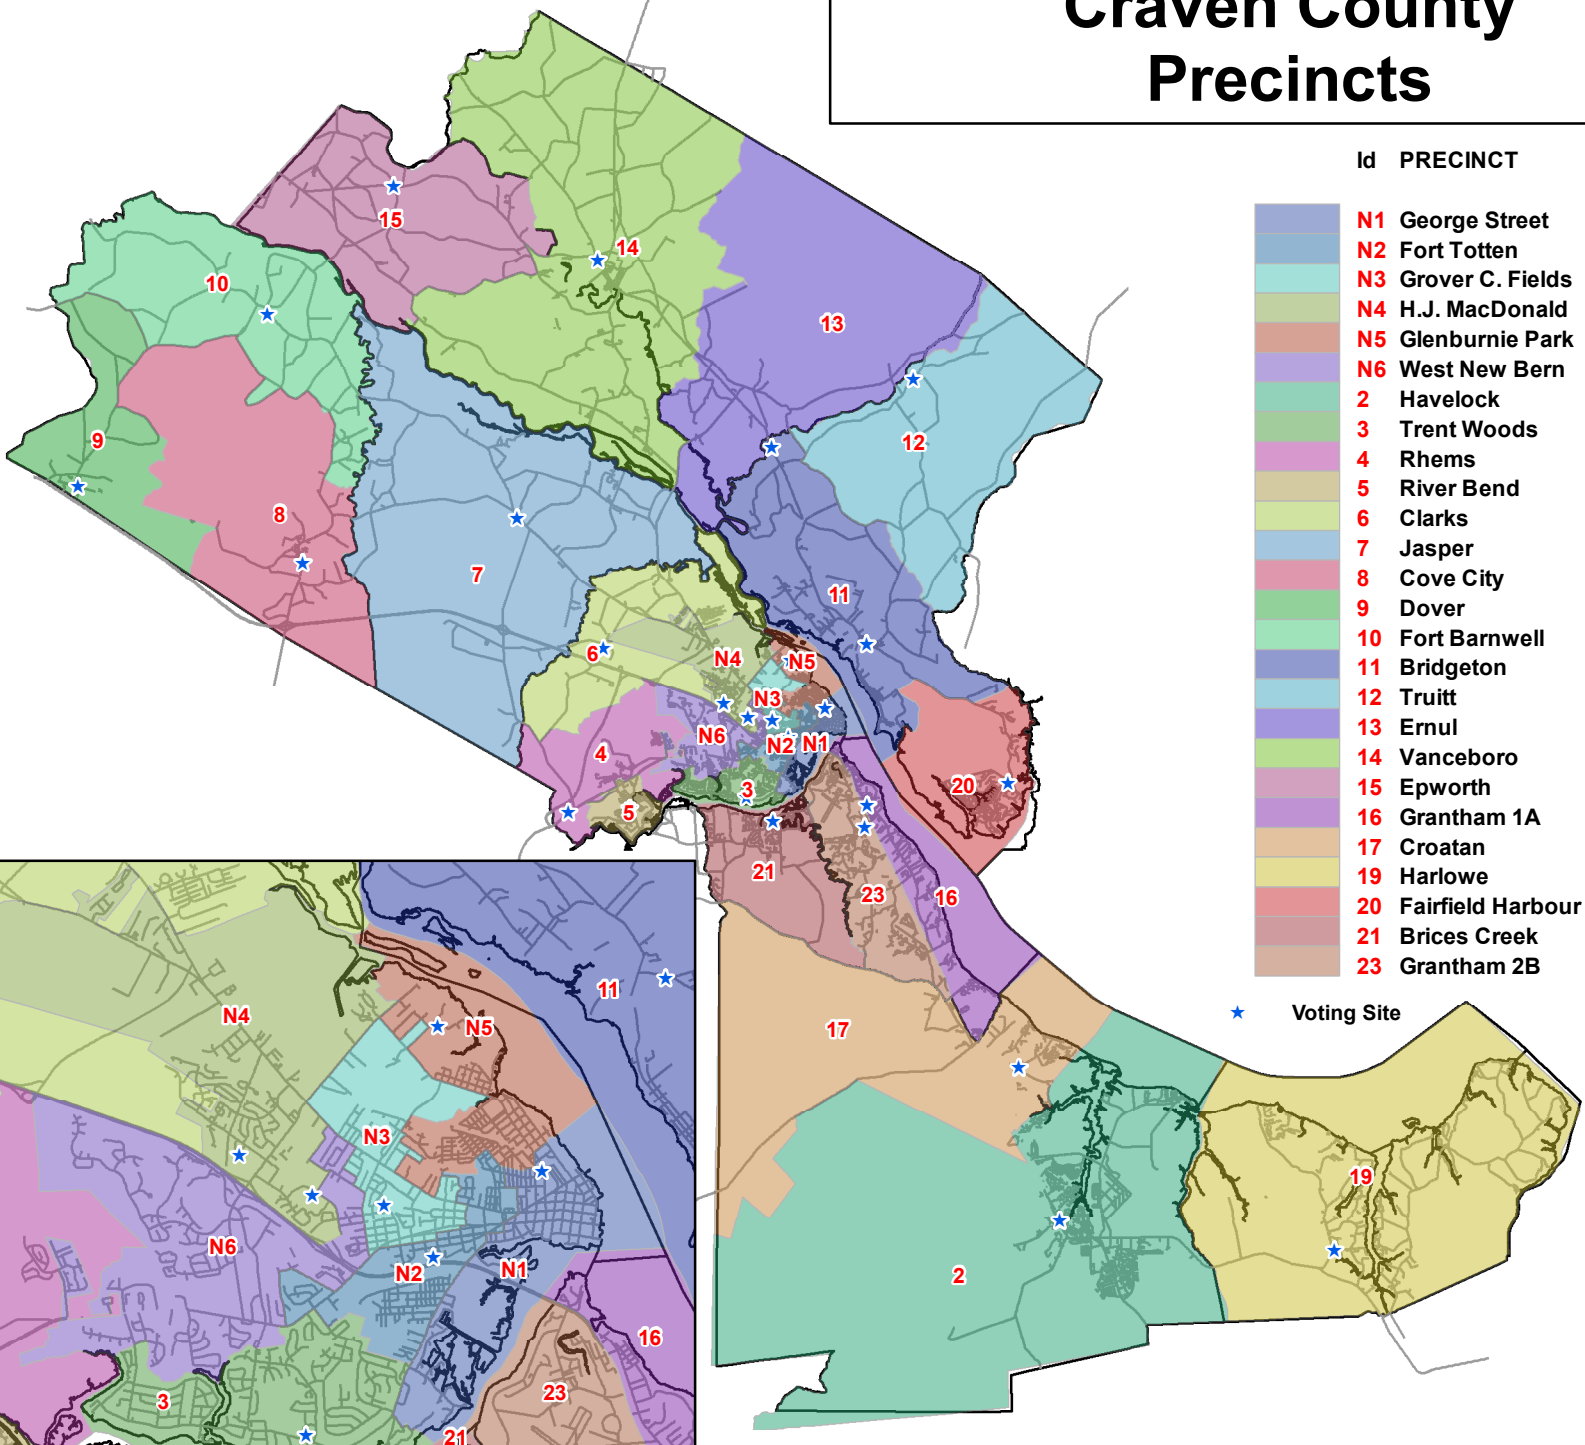 Craven County
Precincts
Id PRECINCT
N1 George Street
N2 Fort Totten
N3 Grover C. Fields
N4 H.J. MacDonald
N5 Glenburnie Park
N6 West New Bern
2 Havelock
3 Trent Woods
4 Rhems
5 River Bend
6 Clarks
7 Jasper
8 Cove City
9 Dover
10 Fort Barnwell
11 Bridgeton
12 Truitt
13 Ernul
14 Vanceboro
15 Epworth
16 Grantham 1A
17 Croatan
19 Harlowe
20 Fairfield Harbour
21 Brices Creek
23 Grantham 2B
Voting Site
15
14
10
13
9
12
8
7
11
6
N4
N5
N3
N6
N2
N1
4
20
3
5
21
23
16
17
19
2
11
N4
N5
N3
N6
N2
N1
16
23
3
21